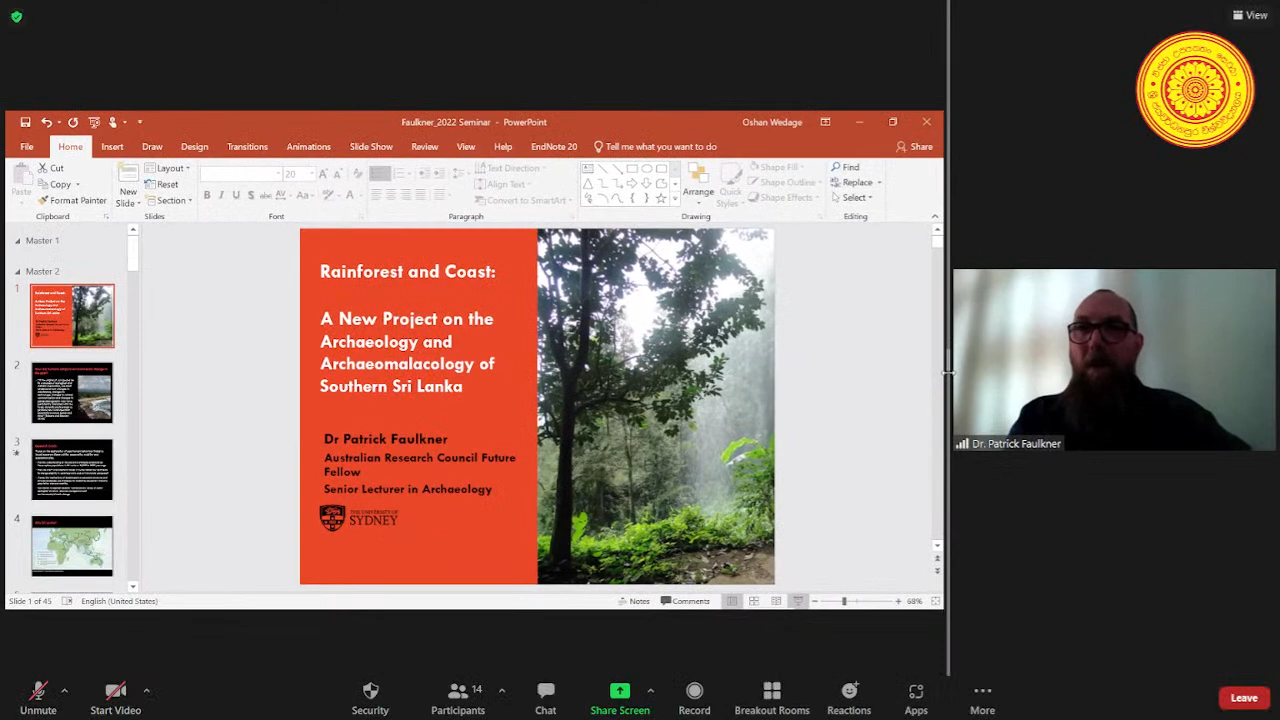 View
Faulkner_2022 Seminar - PowerPoint
Oshan Wedage
File Home Insert Draw Design Transitions Animations Slide Show Review View Help EndNote 20 Tell me what you want to do Share
Paste
Cut
Copy
Format Painter
Clipboard
New Slide
Layout
Reset
Section
Slides
20
Font
Text Direction
Align Text
Convert to SmartArt
Paragraph
Arrange
Quick Styles
Shape Fill
Shape Outline
Shape Effects
Drawing
Find
Replace
Select
Editing
Master 1
Master 2
1
2
3
4
Rainforest and Coast:
A New Project on the
Archaeology and
Archaeomalacology of
Southern Sri Lanka
Dr Patrick Faulkner
Australian Research Council Future
Fellow
Senior Lecturer in Archaeology
THE UNIVERSITY OF
SYDNEY
Dr. Patrick Faulkner
Slide 1 of 45 English (United States) Notes Comments 68%
Unmute Start Video Security Participants 14 Chat Share Screen Record Breakout Rooms Reactions Apps More Leave